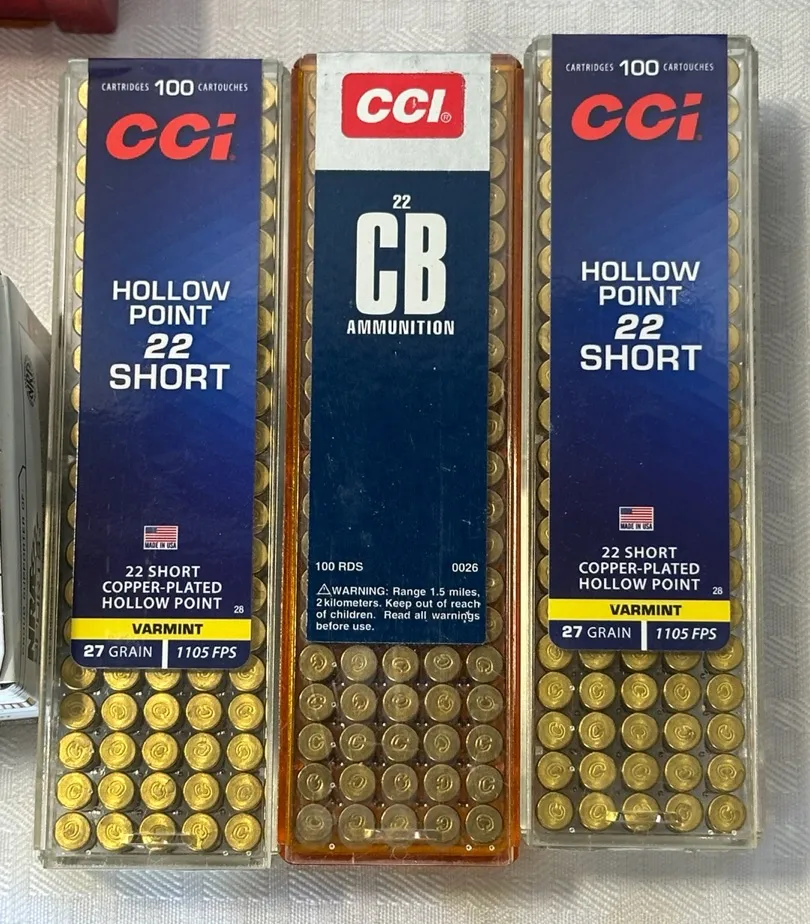 CARTRIDGES 100 CARTOUCHES
CCI
HOLLOW
POINT
22
SHORT
MADE IN USA
22 SHORT
COPPER-PLATED
HOLLOW POINT
28
VARMINT
27 GRAIN 1105 FPS
CCI®
22
CB
AMMUNITION
100 RDS 0026
WARNING: Range 1.5 miles,
2 kilometers. Keep out of reach
of children. Read all warnings
before use.
CARTRIDGES 100 CARTOUCHES
CCI
HOLLOW
POINT
22
SHORT
MADE IN USA
22 SHORT
COPPER-PLATED
HOLLOW POINT
28
VARMINT
27 GRAIN 1105 FPS